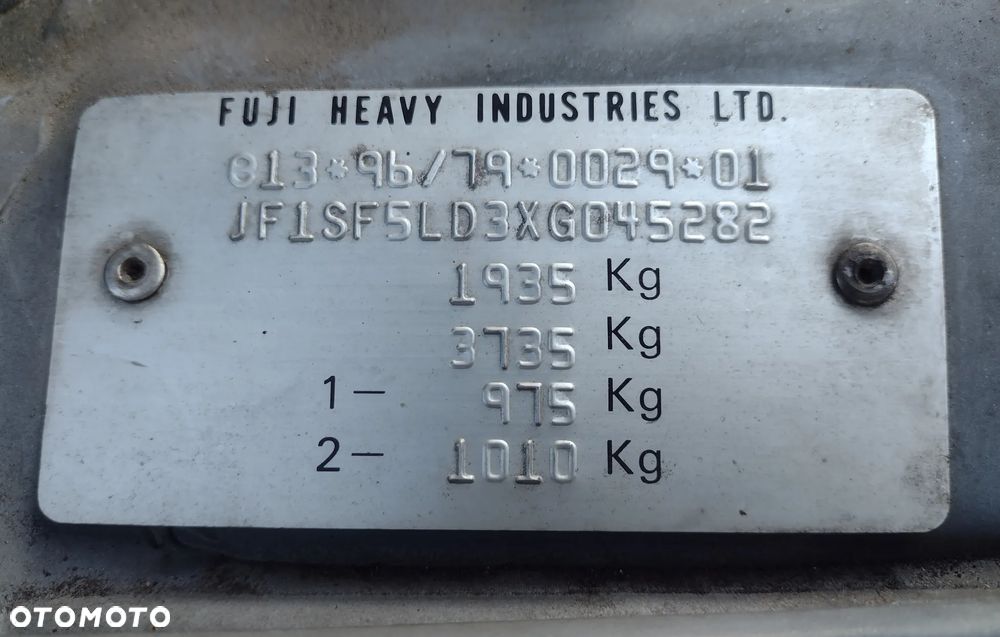 FUJI HEAVY INDUSTRIES LTD.
e13*96/79*0029*01
JF1SF5LD3XG045282
1935 Kg
3735 Kg
1- 975 Kg
2- 1010 Kg
OTOMOTO